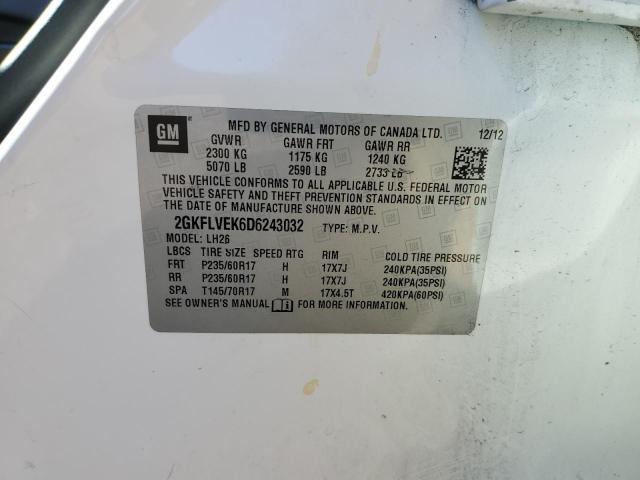 GM
MFD BY GENERAL MOTORS OF CANADA LTD. 12/12
GVWR GAWR FRT GAWR RR
2300 KG 1175 KG 1240 KG
5070 LB 2590 LB 2733 LB
THIS VEHICLE CONFORMS TO ALL APPLICABLE U.S. FEDERAL MOTOR
VEHICLE SAFETY AND THEFT PREVENTION STANDARDS IN EFFECT ON
THE DATE OF MANUFACTURE SHOWN ABOVE.
2GKFLVEK6D6243032 TYPE: M.P.V.
MODEL: LH26
LBCS TIRE SIZE SPEED RTG RIM COLD TIRE PRESSURE
FRT P235/60R17 H 17X7J 240KPA(35PSI)
RR P235/60R17 H 17X7J 240KPA(35PSI)
SPA T145/70R17 M 17X4.5T 420KPA(60PSI)
SEE OWNER'S MANUAL FOR MORE INFORMATION.